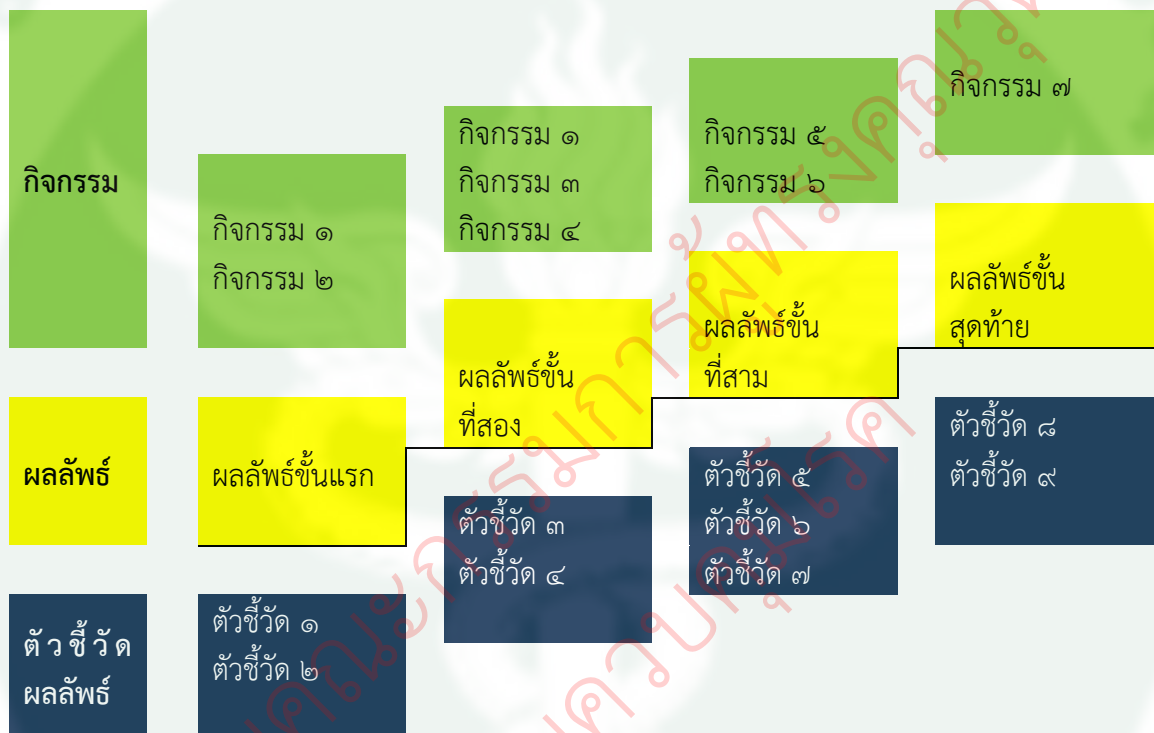 กิจกรรม
กิจกรรม ๑
กิจกรรม ๒
กิจกรรม ๑
กิจกรรม ๓
กิจกรรม ๔
กิจกรรม ๕
กิจกรรม ๖
กิจกรรม ๗
ผลลัพธ์
ผลลัพธ์ขั้นแรก
ผลลัพธ์ขั้น
ที่สอง
ผลลัพธ์ขั้น
ที่สาม
ผลลัพธ์ขั้น
สุดท้าย
ตัวชี้วัด
ผลลัพธ์
ตัวชี้วัด ๑
ตัวชี้วัด ๒
ตัวชี้วัด ๓
ตัวชี้วัด ๔
ตัวชี้วัด ๕
ตัวชี้วัด ๖
ตัวชี้วัด ๗
ตัวชี้วัด ๘
ตัวชี้วัด ๙